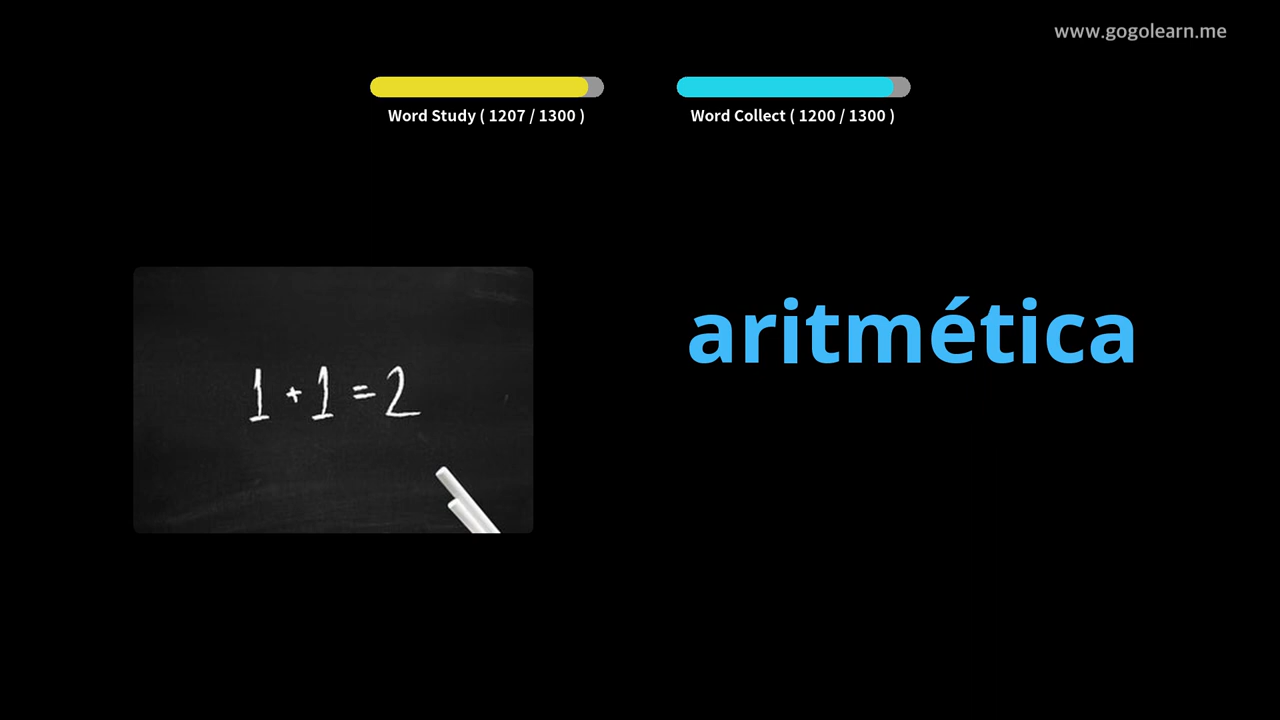 www.gogolearn.me
Word Study ( 1207 / 1300 )
Word Collect ( 1200 / 1300 )
1 + 1 = 2
aritmética